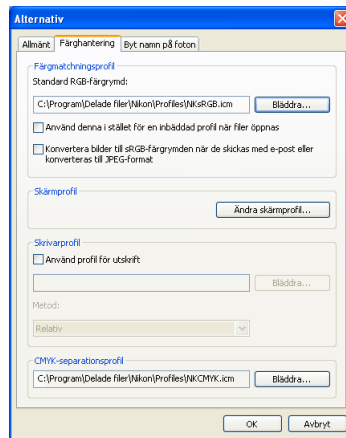 Alternativ
Allmänt Färghantering Byt namn på foton
Färgmatchningsprofil
Standard RGB-färgrymd:
C:\Program\Delade filer\Nikon\Profiles\NKsRGB.icm Bläddra...
Använd denna i stället för en inbäddad profil när filer öppnas
Konvertera bilder till sRGB-färgrymden när de skickas med e-post eller
konverteras till JPEG-format
Skärmprofil
Ändra skärmprofil...
Skrivarprofil
Använd profil för utskrift
Bläddra...
Metod:
Relativ
CMYK-separationsprofil
C:\Program\Delade filer\Nikon\Profiles\NKCMYK.icm Bläddra...
OK Avbryt